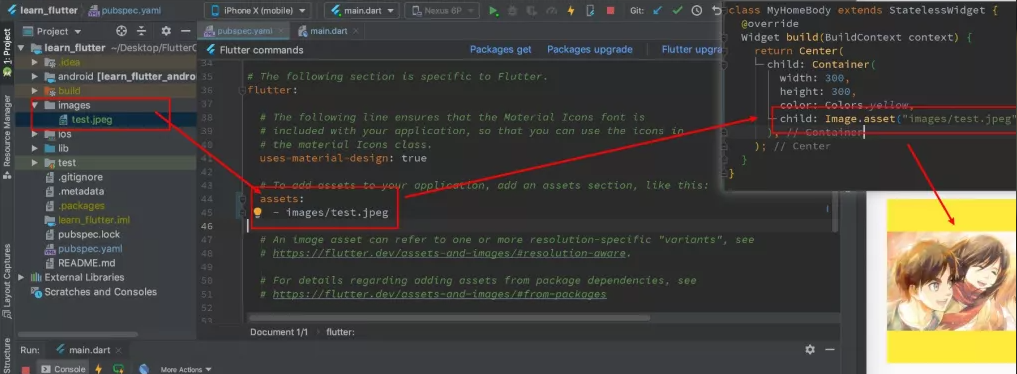 learn_flutter
pubspec.yaml
iPhone X (mobile)
main.dart
Nexus 6P
Git:
1: Project
Resource Manager
Layout Captures
Structure
Project
learn_flutter ~/Desktop/FlutterC
.idea
android [learn_flutter_andro
build
images
test.jpeg
ios
lib
test
.gitignore
.metadata
.packages
learn_flutter.iml
pubspec.lock
pubspec.yaml
README.md
External Libraries
Scratches and Consoles
pubspec.yaml
main.dart
Flutter commands
Packages get
Packages upgrade
Flutter upgra
34
35 # The following section is specific to Flutter.
36 flutter:
37
38 # The following line ensures that the Material Icons font is
39 # included with your application, so that you can use the icons in
40 # the material Icons class.
41 uses-material-design: true
42
43 # To add assets to your application, add an assets section, like this:
44 assets:
45 - images/test.jpeg
46
47 # An image asset can refer to one or more resolution-specific "variants", see
48 # https://flutter.dev/assets-and-images/#resolution-aware.
49
50 # For details regarding adding assets from package dependencies, see
51 # https://flutter.dev/assets-and-images/#from-packages
52
53
Document 1/1
flutter:
class MyHomeBody extends StatelessWidget {
@override
Widget build(BuildContext context) {
return Center(
child: Container(
width: 300,
height: 300,
color: Colors.yellow,
child: Image.asset("images/test.jpeg"
), // Container
); // Center
}
}
Run:
main.dart
Console
More Actions